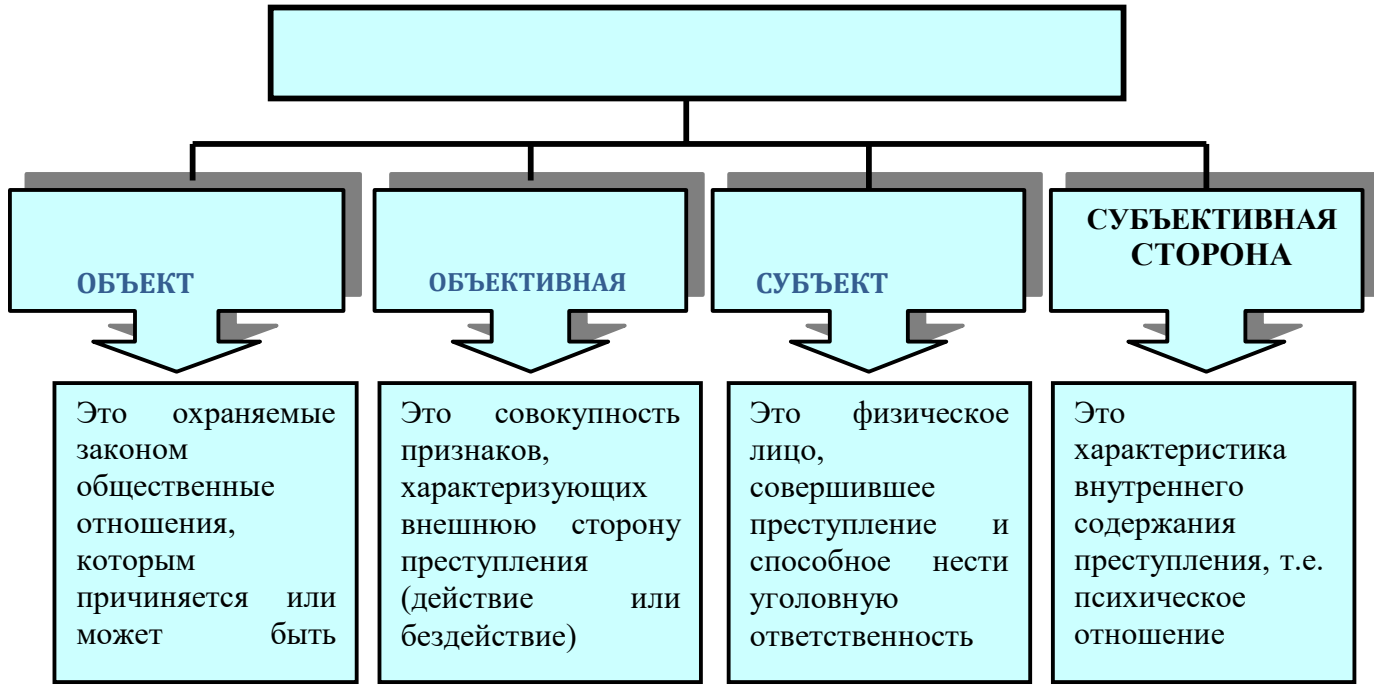 ОБЪЕКТ
ОБЪЕКТИВНАЯ
СУБЪЕКТ
СУБЪЕКТИВНАЯ
СТОРОНА
Это охраняемые
законом
общественные
отношения,
которым
причиняется или
может быть
Это совокупность
признаков,
характеризующих
внешнюю сторону
преступления
(действие или
бездействие)
Это физическое
лицо,
совершившее
преступление и
способное нести
уголовную
ответственность
Это
характеристика
внутреннего
содержания
преступления, т.е.
психическое
отношение